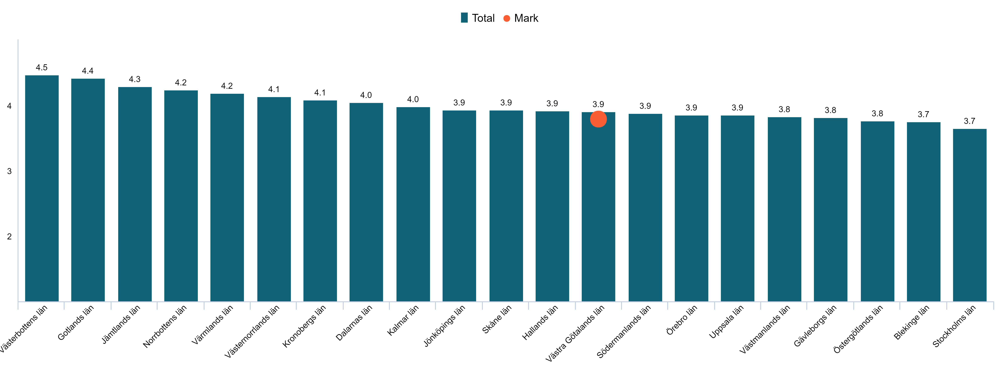 Total Mark
4.5 4.4 4.3 4.2 4.2 4.1 4.1 4.0 4.0 3.9 3.9 3.9 3.9 3.9 3.9 3.9 3.8 3.8 3.8 3.7 3.7
4
3
2
Västerbottens län
Gotlands län
Jämtlands län
Norrbottens län
Värmlands län
Västernorrlands län
Kronobergs län
Dalarnas län
Kalmar län
Jönköpings län
Skåne län
Hallands län
Västra Götalands län
Södermanlands län
Örebro län
Uppsala län
Västmanlands län
Gävleborgs län
Östergötlands län
Blekinge län
Stockholms län